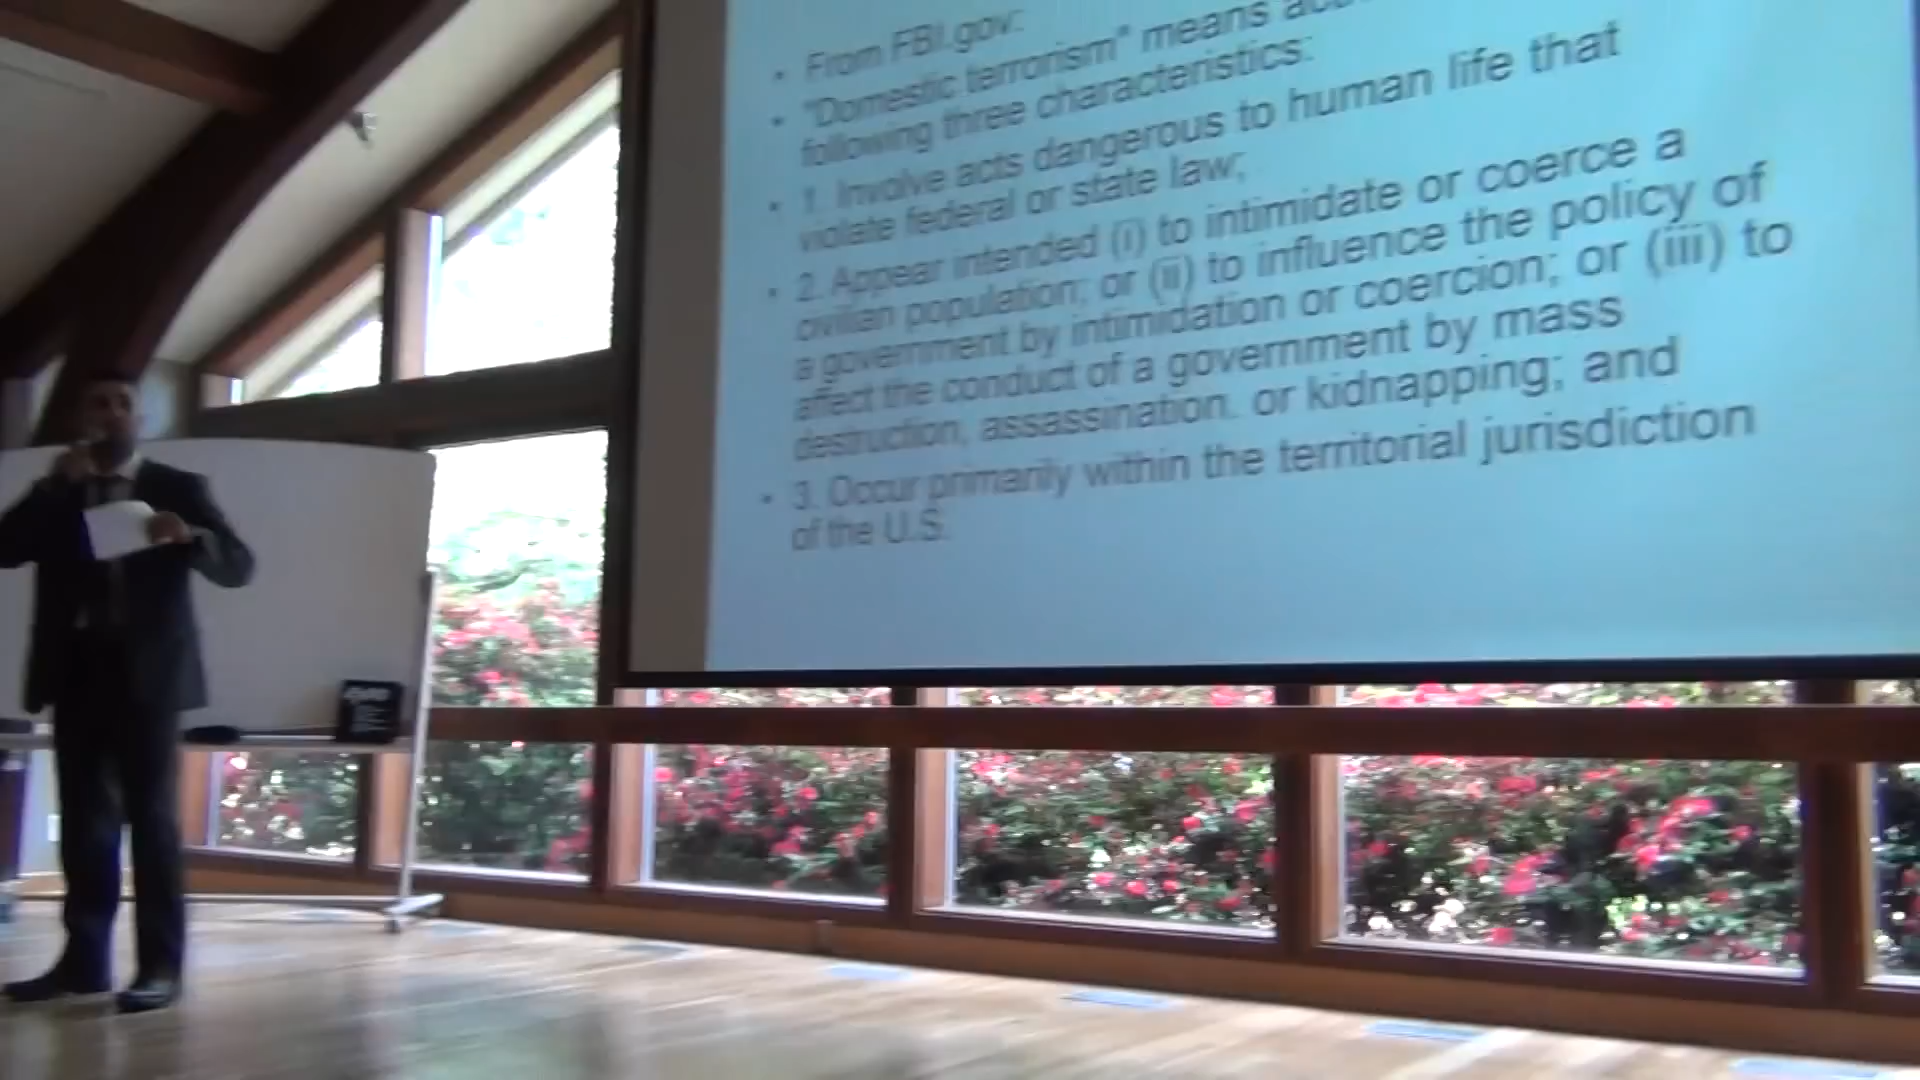 • From FBI.gov:
• "Domestic terrorism" means
following three characteristics:
• 1. Involve acts dangerous to human life that
violate federal or state law;
• 2. Appear intended (i) to intimidate or coerce a
civilian population; or (ii) to influence the policy of
a government by intimidation or coercion; or (iii) to
affect the conduct of a government by mass
destruction, assassination. or kidnapping; and
• 3. Occur primarily within the territorial jurisdiction
of the U.S.